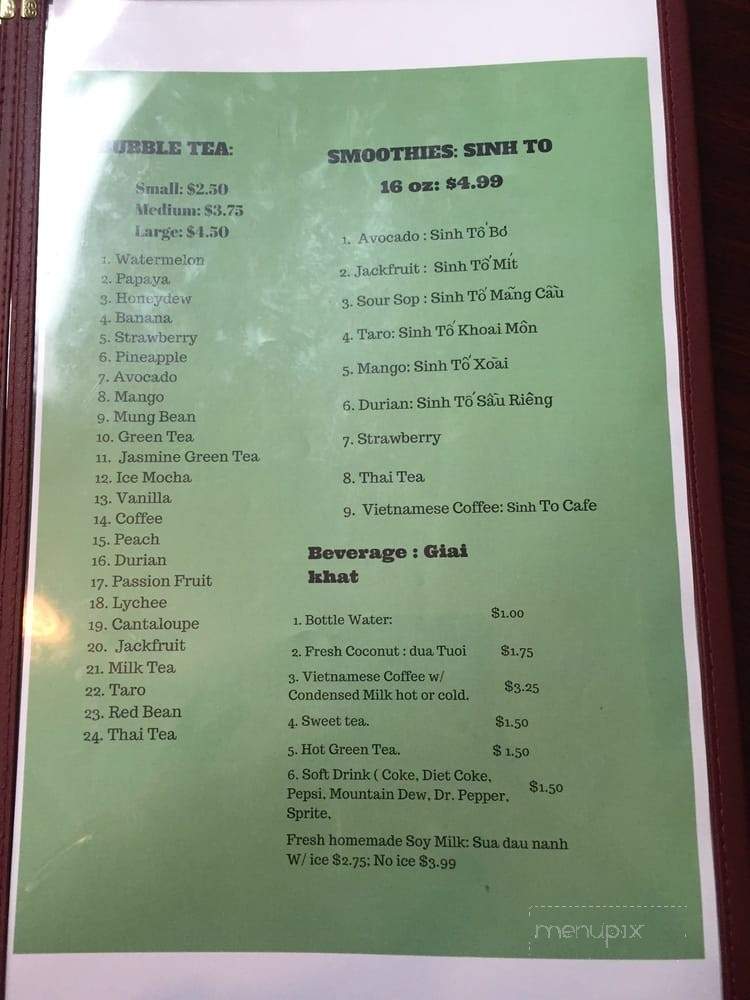 BUBBLE TEA:
Small: $2.50
Medium: $3.75
Large: $4.50
1. Watermelon
2. Papaya
3. Honeydew
4. Banana
5. Strawberry
6. Pineapple
7. Avocado
8. Mango
9. Mung Bean
10. Green Tea
11. Jasmine Green Tea
12. Ice Mocha
13. Vanilla
14. Coffee
15. Peach
16. Durian
17. Passion Fruit
18. Lychee
19. Cantaloupe
20. Jackfruit
21. Milk Tea
22. Taro
23. Red Bean
24. Thai Tea
SMOOTHIES: SINH TO
16 oz: $4.99
1. Avocado : Sinh Tố Bơ
2. Jackfruit : Sinh Tố Mít
3. Sour Sop : Sinh Tố Mãng Cầu
4. Taro: Sinh Tố Khoai Môn
5. Mango: Sinh Tố Xoài
6. Durian: Sinh Tố Sầu Riêng
7. Strawberry
8. Thai Tea
9. Vietnamese Coffee: Sinh To Cafe
Beverage : Giai
khat
1. Bottle Water: $1.00
2. Fresh Coconut : dua Tuoi $1.75
3. Vietnamese Coffee w/
Condensed Milk hot or cold. $3.25
4. Sweet tea. $1.50
5. Hot Green Tea. $ 1.50
6. Soft Drink ( Coke, Diet Coke,
Pepsi, Mountain Dew, Dr. Pepper, $1.50
Sprite,
Fresh homemade Soy Milk: Sua dau nanh
W/ ice $2.75; No ice $3.99
menupix